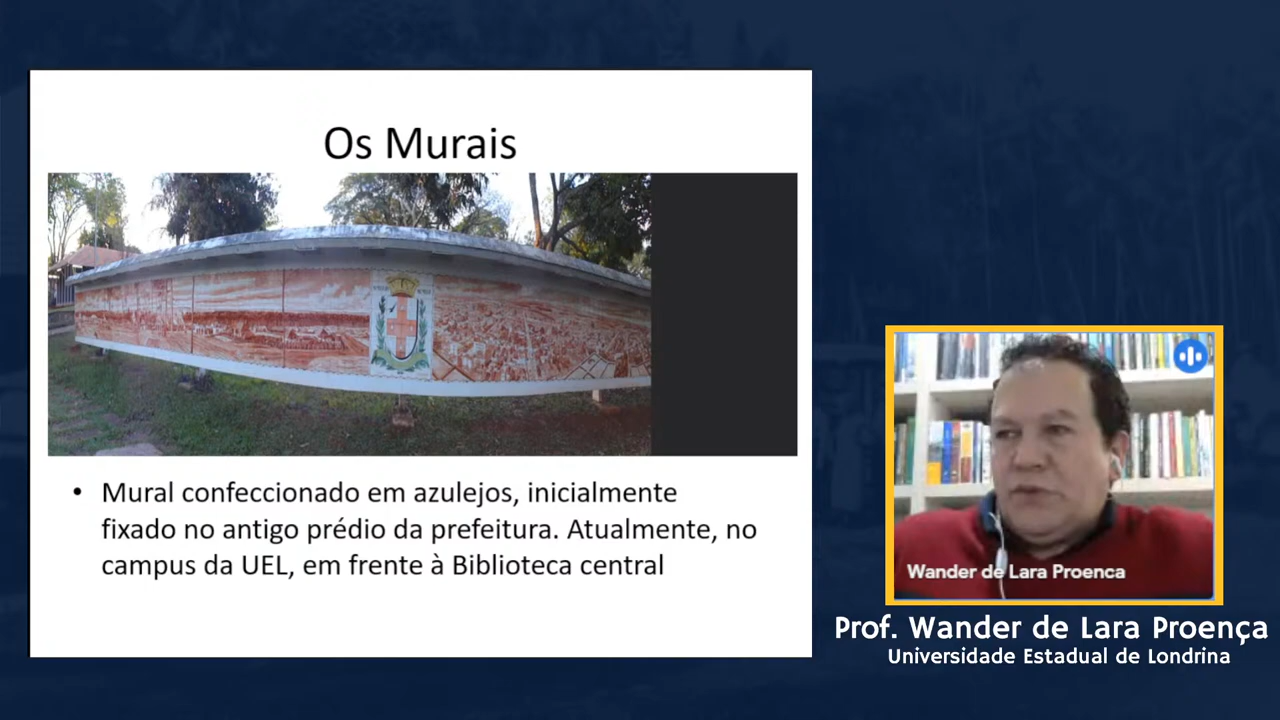 Os Murais
• Mural confeccionado em azulejos, inicialmente
fixado no antigo prédio da prefeitura. Atualmente, no
campus da UEL, em frente à Biblioteca central
Wander de Lara Proenca
Prof. Wander de Lara Proença
Universidade Estadual de Londrina